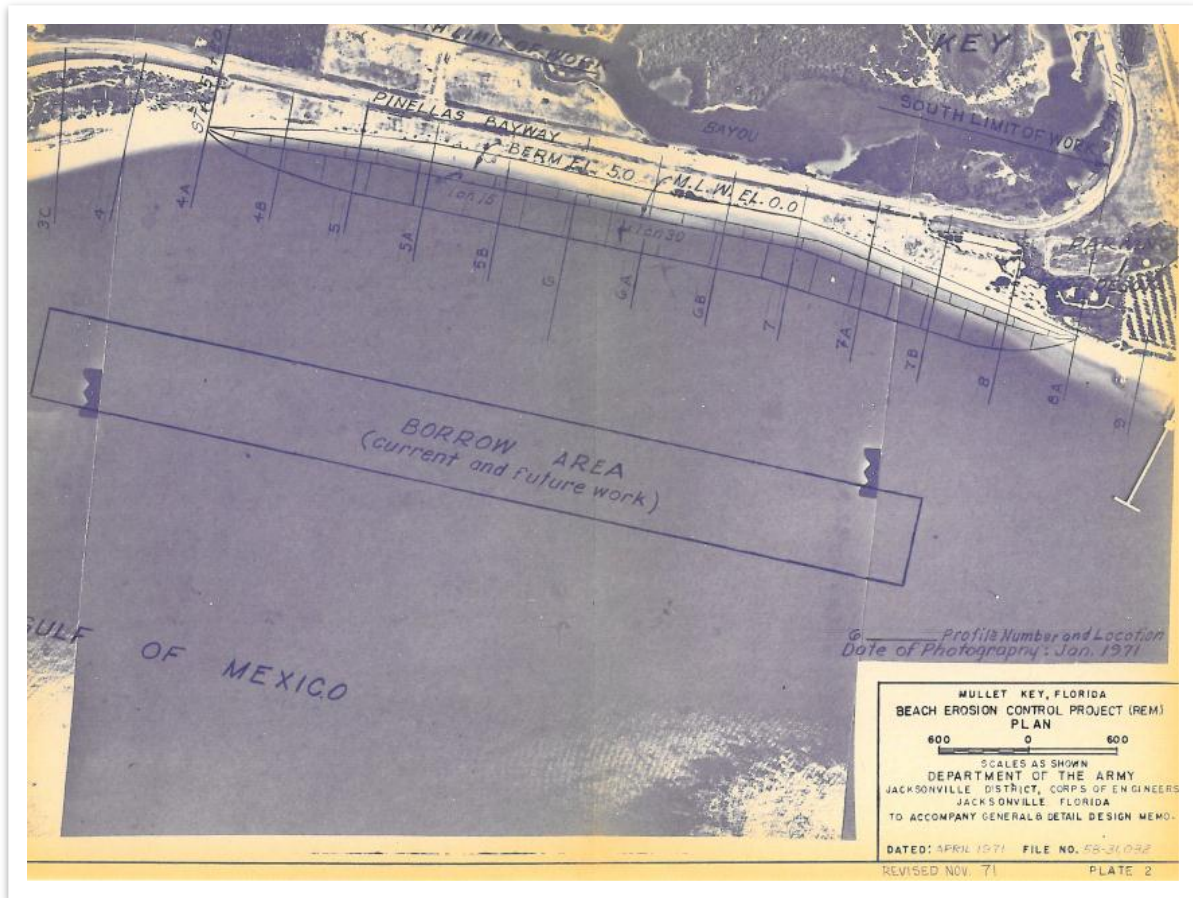 TH LIMIT OF WORK
KEY
SOUTH LIMIT OF WORK
PINELLAS BAYWAY
BAYOU
BERM EL. 5.0
M.L.W. EL. 0.0
1 on 15
1 on 30
3C
4
4A
4B
5
5A
5B
6
6A
6B
7
7A
7B
8
8A
9
BORROW AREA
(current and future work)
GULF OF MEXICO
6 Profile Number and Location
Date of Photography: Jan. 1971
MULLET KEY, FLORIDA
BEACH EROSION CONTROL PROJECT (REM)
PLAN
600 0 600
SCALES AS SHOWN
DEPARTMENT OF THE ARMY
JACKSONVILLE DISTRICT, CORPS OF ENGINEERS
JACKSONVILLE FLORIDA
TO ACCOMPANY GENERAL & DETAIL DESIGN MEMO.
DATED: APRIL 1971 FILE NO. 58-31,032
REVISED NOV. 71 PLATE 2